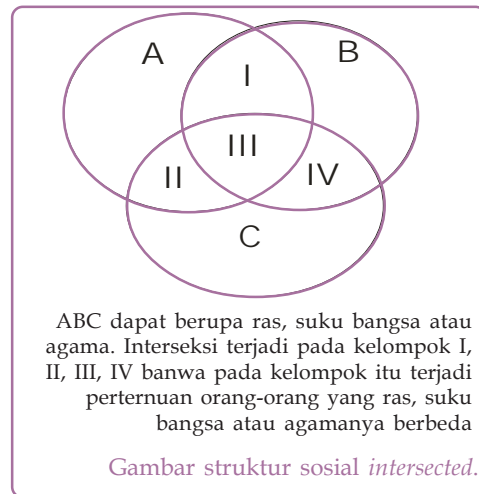 A
B
I
III
II
IV
C
ABC dapat berupa ras, suku bangsa atau
agama. Interseksi terjadi pada kelompok I,
II, III, IV banwa pada kelompok itu terjadi
perternuan orang-orang yang ras, suku
bangsa atau agamanya berbeda
Gambar struktur sosial intersected.